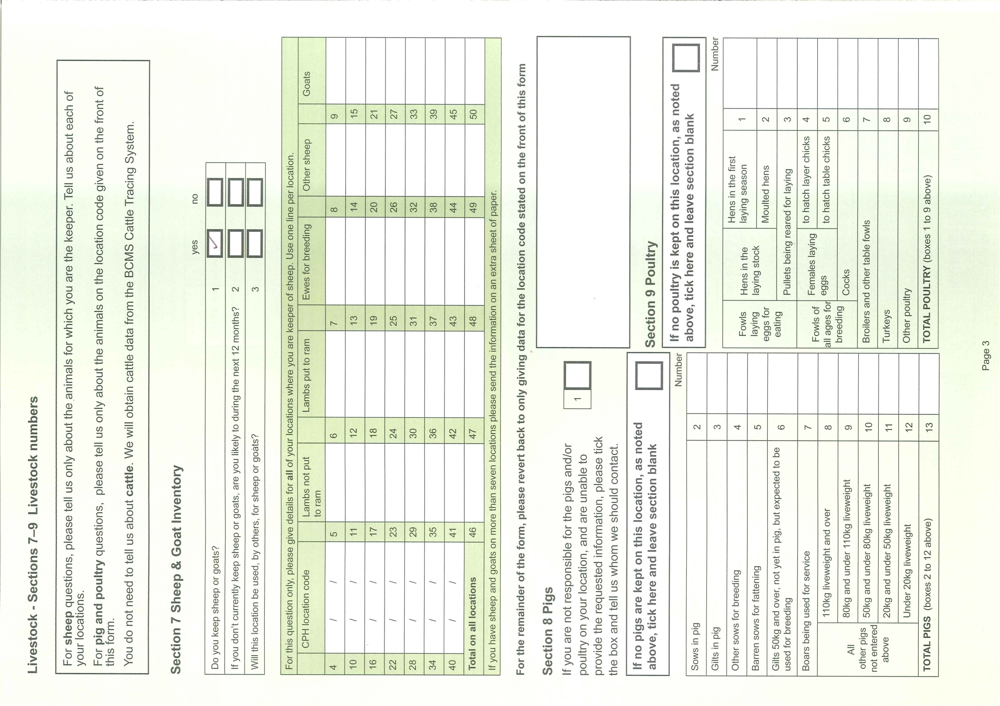 Livestock - Sections 7–9 Livestock numbers
For sheep questions, please tell us only about the animals for which you are the keeper. Tell us about each of
your locations.
For pig and poultry questions, please tell us only about the animals on the location code given on the front of
this form.
You do not need to tell us about cattle. We will obtain cattle data from the BCMS Cattle Tracing System.
Section 7 Sheep & Goat Inventory
yes no
Do you keep sheep or goats? 1 ✓
If you don't currently keep sheep or goats, are you likely to during the next 12 months? 2
Will this location be used, by others, for sheep or goats? 3
For this question only, please give details for all of your locations where you are keeper of sheep. Use one line per location.
CPH location code Lambs not put Lambs put to ram Ewes for breeding Other sheep Goats
to ram
4 / / 5 6 7 8 9
10 / / 11 12 13 14 15
16 / / 17 18 19 20 21
22 / / 23 24 25 26 27
28 / / 29 30 31 32 33
34 / / 35 36 37 38 39
40 / / 41 42 43 44 45
Total on all locations 46 47 48 49 50
If you have sheep and goats on more than seven locations please send the information on an extra sheet of paper.
For the remainder of the form, please revert back to only giving data for the location code stated on the front of this form
Section 8 Pigs
If you are not responsible for the pigs and/or
poultry on your location, and are unable to
provide the requested information, please tick
the box and tell us whom we should contact.
1
If no pigs are kept on this location, as noted
above, tick here and leave section blank
Number
Sows in pig 2
Gilts in pig 3
Other sows for breeding 4
Barren sows for fattening 5
Gilts 50kg and over, not yet in pig, but expected to be
used for breeding 6
Boars being used for service 7
All
other pigs
not entered
above
110kg liveweight and over 8
80kg and under 110kg liveweight 9
50kg and under 80kg liveweight 10
20kg and under 50kg liveweight 11
Under 20kg liveweight 12
TOTAL PIGS (boxes 2 to 12 above) 13
Section 9 Poultry
If no poultry is kept on this location, as noted
above, tick here and leave section blank
Number
Fowls
laying
eggs for
eating
Hens in the
laying stock
Hens in the first
laying season 1
Moulted hens 2
Pullets being reared for laying 3
Fowls of
all ages for
breeding
Females laying
eggs
to hatch layer chicks 4
to hatch table chicks 5
Cocks 6
Broilers and other table fowls 7
Turkeys 8
Other poultry 9
TOTAL POULTRY (boxes 1 to 9 above) 10
Page 3